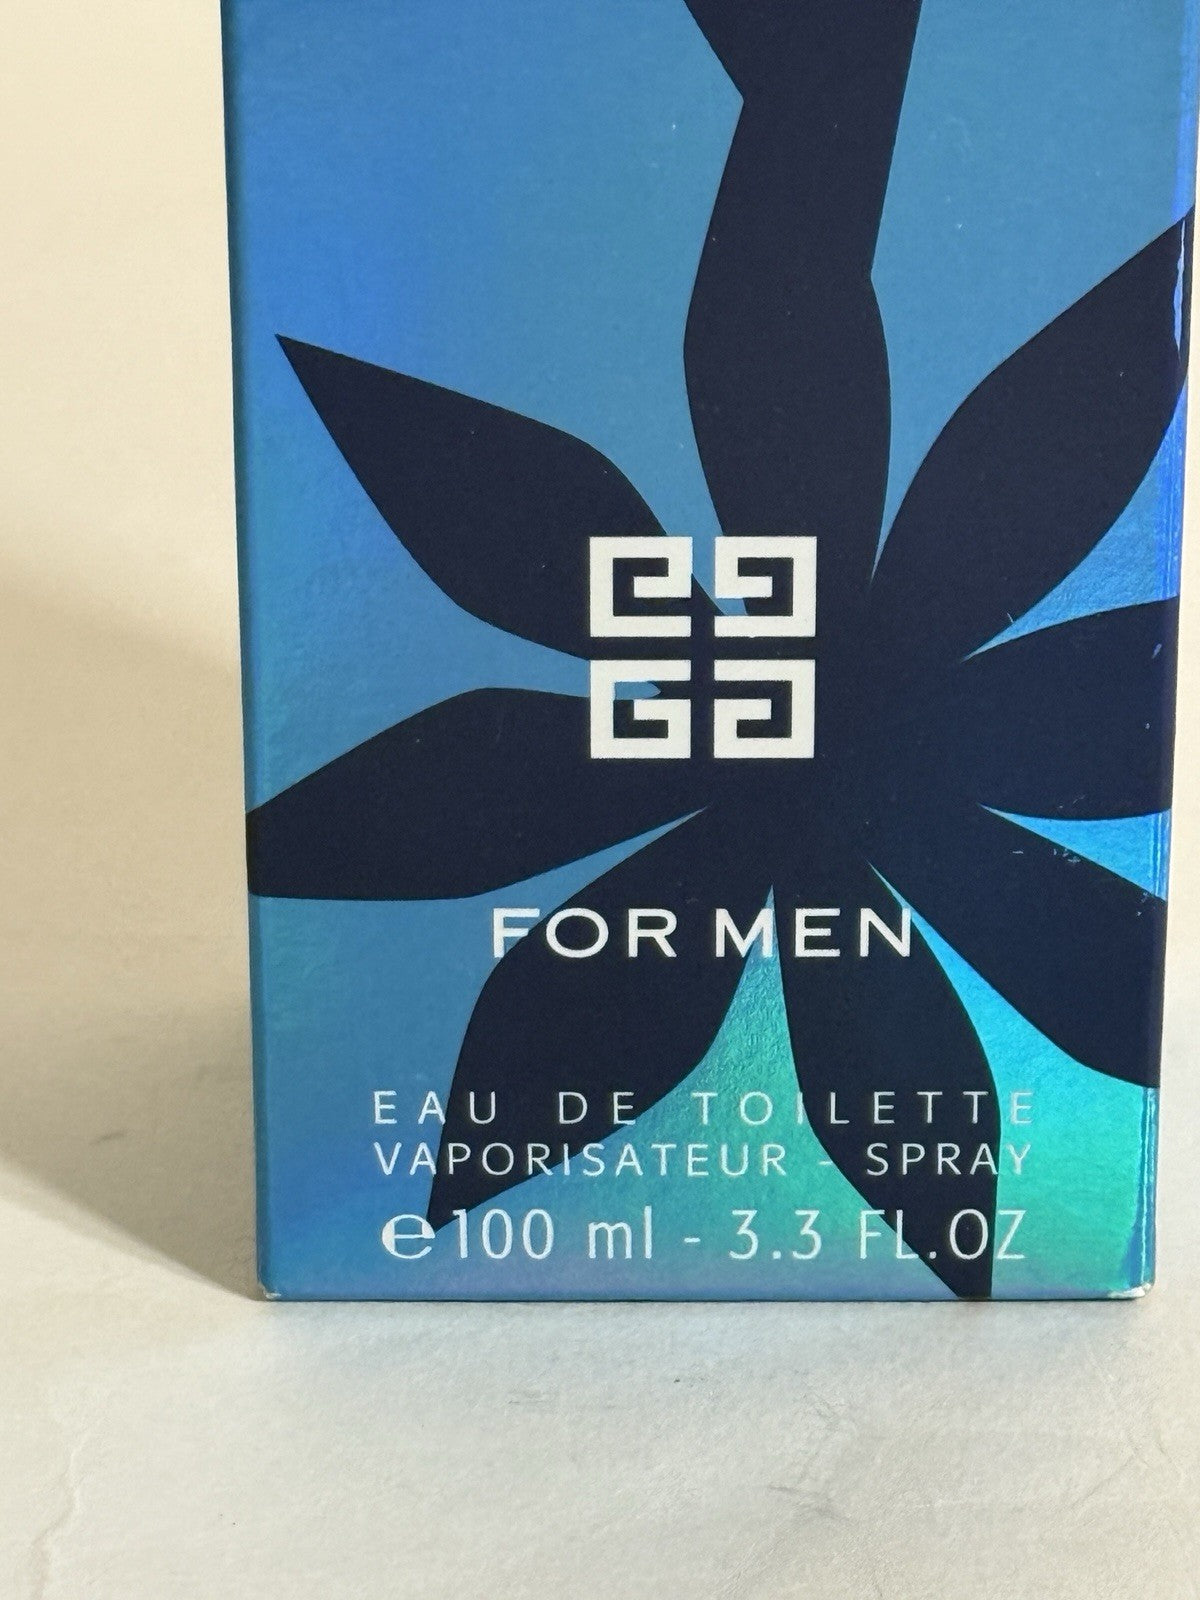 FOR MEN
EAU DE TOILETTE
VAPORISATEUR - SPRAY
℮100 ml - 3.3 FL.OZ